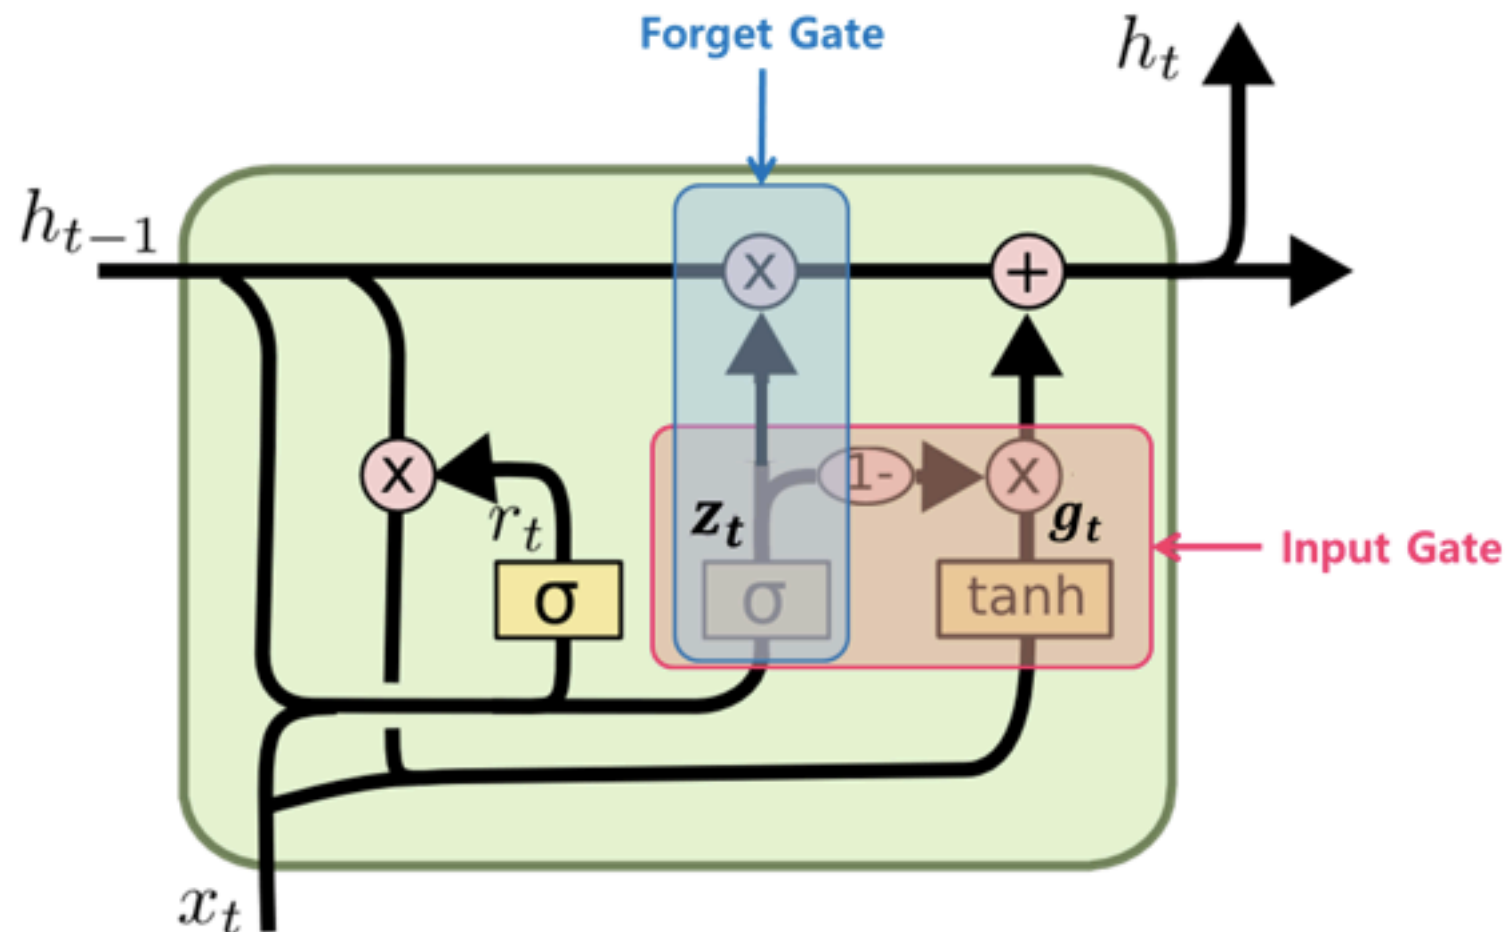 Forget Gate
h_t
h_{t-1}
x
+
x
r_t
z_t
1-
x
g_t
Input Gate
σ
σ
tanh
x_t